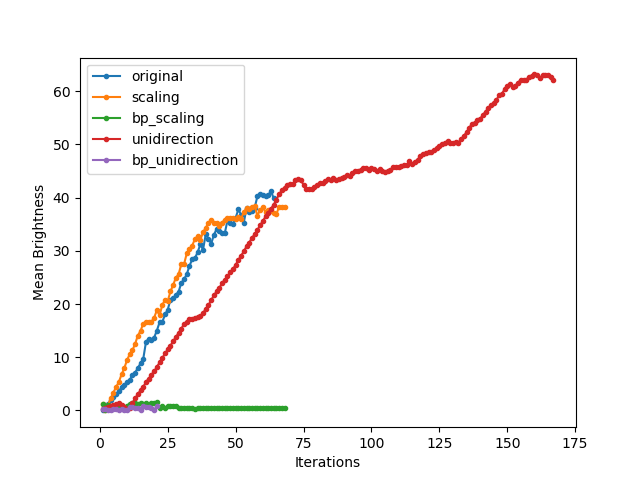 original
scaling
bp_scaling
unidirection
bp_unidirection
Mean Brightness
60
50
40
30
20
10
0
0 25 50 75 100 125 150 175
Iterations